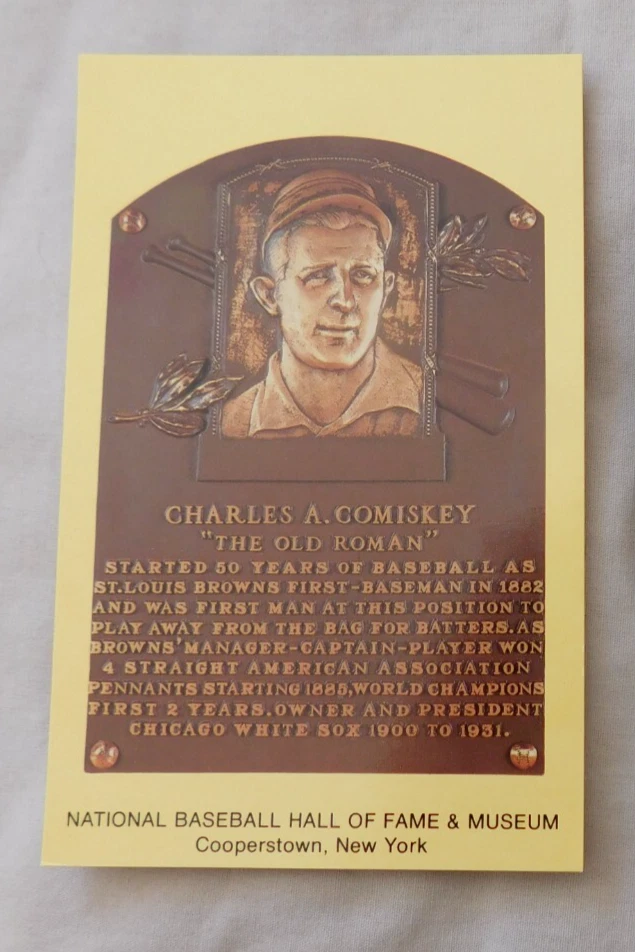 CHARLES A. COMISKEY
"THE OLD ROMAN"
STARTED 50 YEARS OF BASEBALL AS
ST. LOUIS BROWNS FIRST-BASEMAN IN 1882
AND WAS FIRST MAN AT THIS POSITION TO
PLAY AWAY FROM THE BAG FOR BATTERS. AS
BROWNS' MANAGER-CAPTAIN-PLAYER WON
4 STRAIGHT AMERICAN ASSOCIATION
PENNANTS STARTING 1885, WORLD CHAMPIONS
FIRST 2 YEARS. OWNER AND PRESIDENT
CHICAGO WHITE SOX 1900 TO 1931.
NATIONAL BASEBALL HALL OF FAME & MUSEUM
Cooperstown, New York